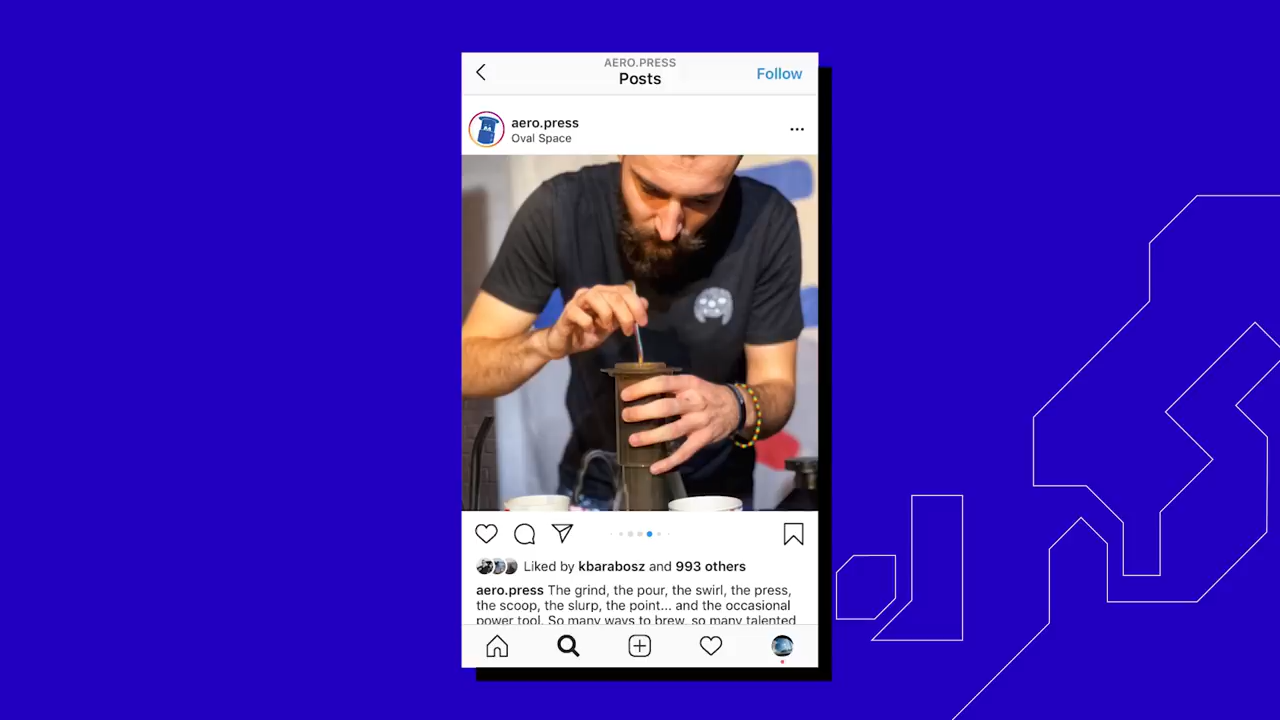 AERO.PRESS
Posts
Follow
aero.press
Oval Space
Liked by kbarabosz and 993 others
aero.press The grind, the pour, the swirl, the press,
the scoop, the slurp, the point... and the occasional
power tool. So many ways to brew, so many talented